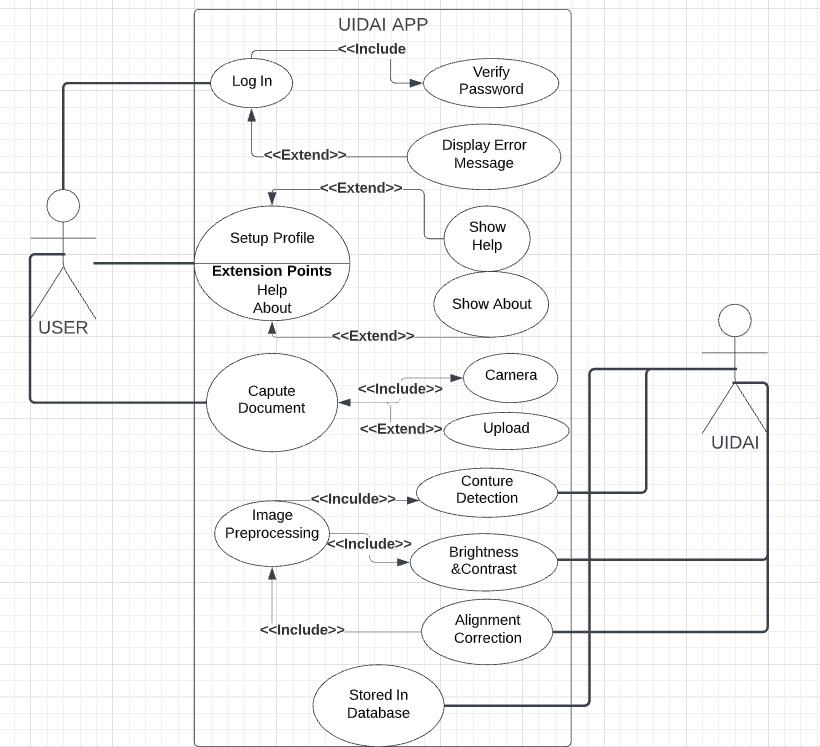 UIDAI APP
<<Include
Log In
Verify
Password
Display Error
Message
<<Extend>>
<<Extend>>
Setup Profile
Show
Help
Extension Points
Help
About
Show About
<<Extend>>
USER
Camera
<<Include>>
Capute
Document
<<Extend>>
Upload
UIDAI
Conture
Detection
<<Inculde>>
Image
Preprocessing
<<Include>>
Brightness
&Contrast
Alignment
Correction
<<Include>>
Stored In
Database